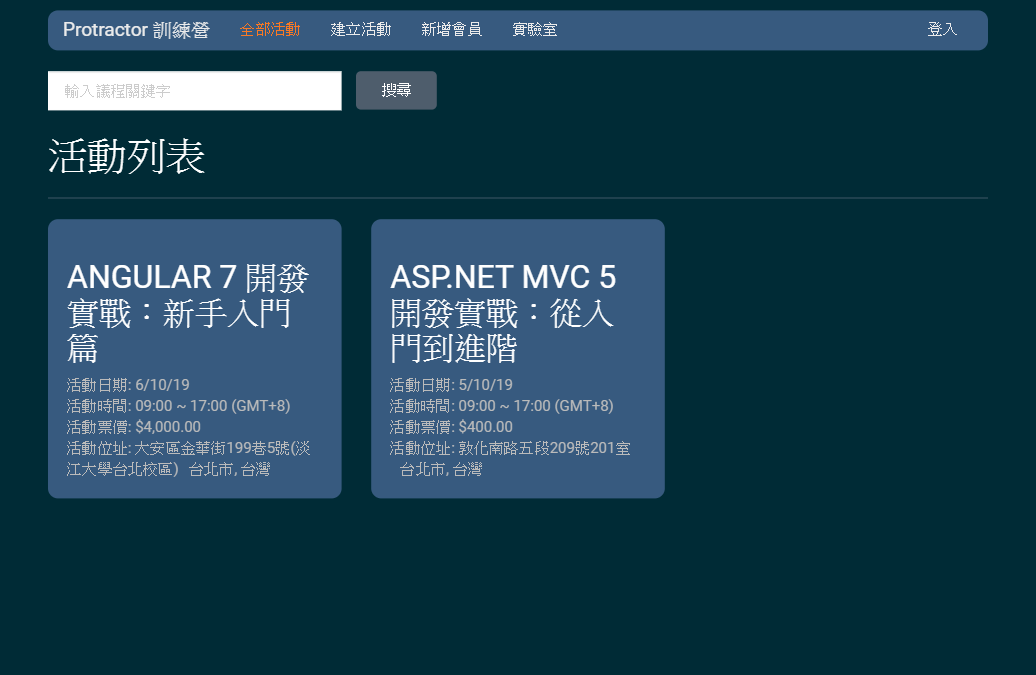 Protractor 訓練營 全部活動 建立活動 新增會員 實驗室 登入
輸入議程關鍵字 搜尋
活動列表
ANGULAR 7 開發
實戰：新手入門
篇
活動日期: 6/10/19
活動時間: 09:00 ~ 17:00 (GMT+8)
活動票價: $4,000.00
活動位址: 大安區金華街199巷5號(淡
江大學台北校區) 台北市, 台灣
ASP.NET MVC 5
開發實戰：從入
門到進階
活動日期: 5/10/19
活動時間: 09:00 ~ 17:00 (GMT+8)
活動票價: $400.00
活動位址: 敦化南路五段209號201室
台北市, 台灣